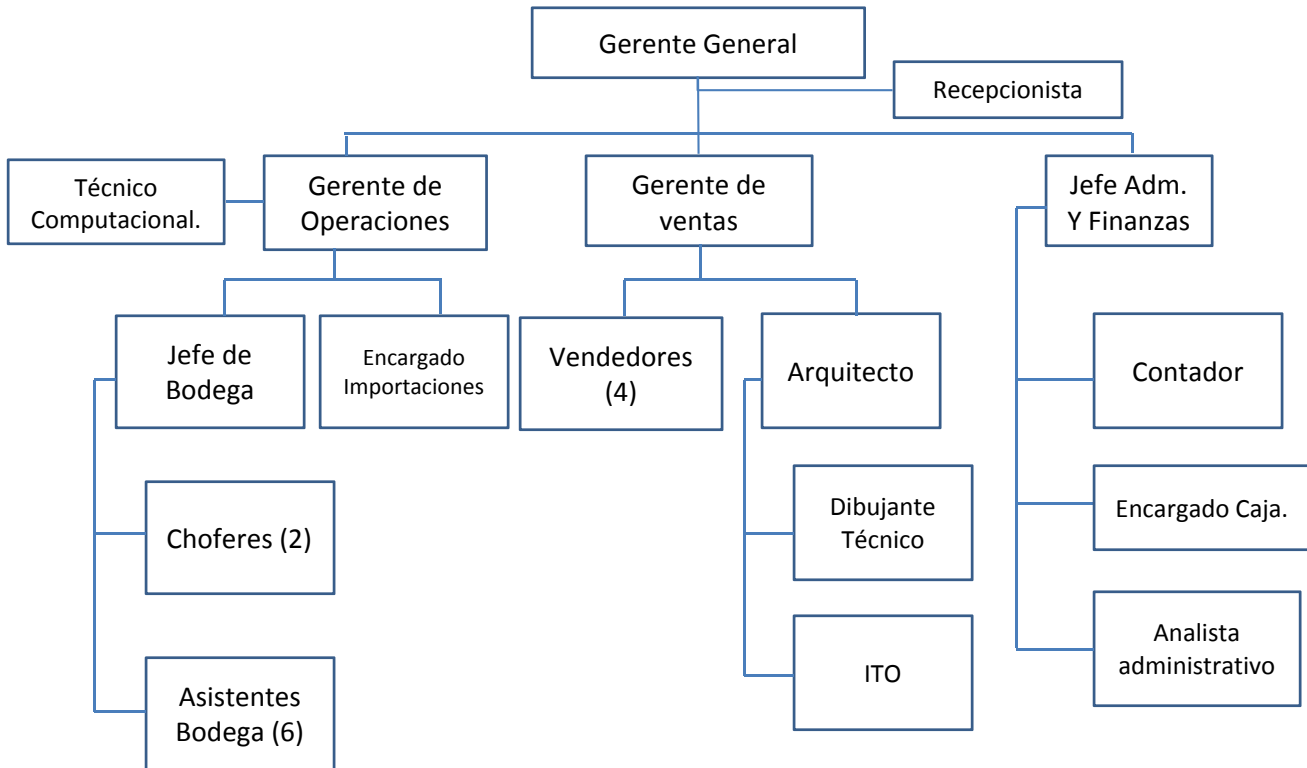 Gerente General
Recepcionista
Técnico
Computacional.
Gerente de
Operaciones
Gerente de
ventas
Jefe Adm.
Y Finanzas
Jefe de
Bodega
Encargado
Importaciones
Vendedores
(4)
Arquitecto
Contador
Choferes (2)
Dibujante
Técnico
Encargado Caja.
Asistentes
Bodega (6)
ITO
Analista
administrativo